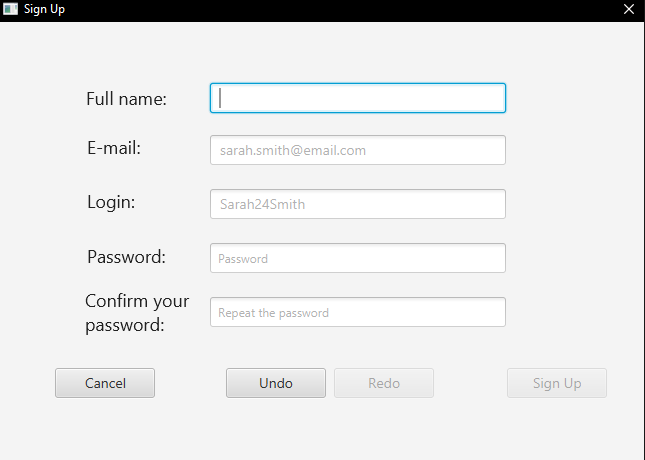 Sign Up
Full name:
E-mail: sarah.smith@email.com
Login: Sarah24Smith
Password: Password
Confirm your
password: Repeat the password
Cancel Undo Redo Sign Up